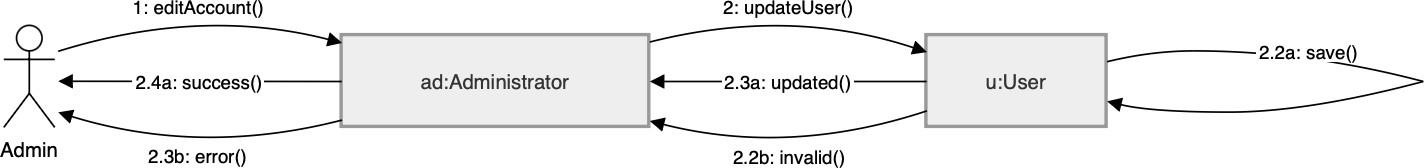 1: editAccount()
2: updateUser()
2.2a: save()
2.4a: success()
ad:Administrator
2.3a: updated()
u:User
Admin
2.3b: error()
2.2b: invalid()